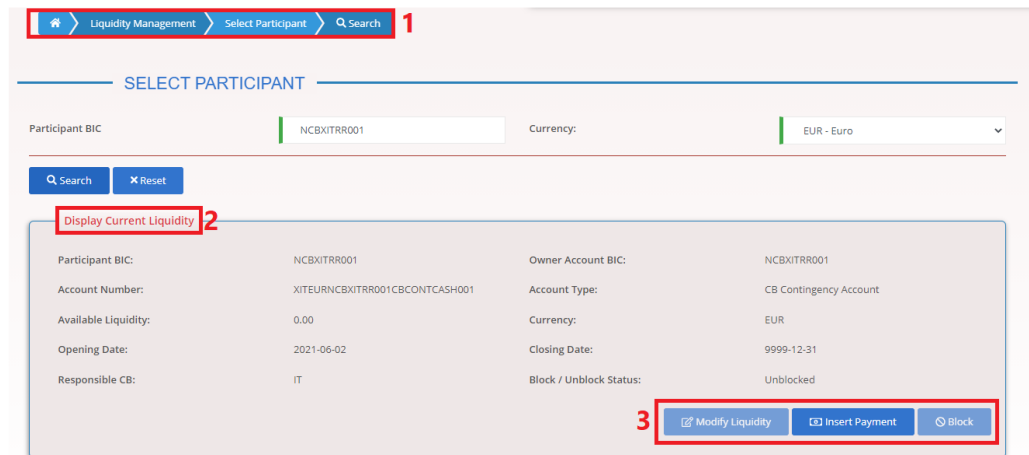 Liquidity Management Select Participant Search 1
SELECT PARTICIPANT
Participant BIC NCBXITRR001 Currency: EUR - Euro
Search Reset
Display Current Liquidity 2
Participant BIC: NCBXITRR001 Owner Account BIC: NCBXITRR001
Account Number: XITEURNCBXITRR001CBCONTCASH001 Account Type: CB Contingency Account
Available Liquidity: 0.00 Currency: EUR
Opening Date: 2021-06-02 Closing Date: 9999-12-31
Responsible CB: IT Block / Unblock Status: Unblocked
3 Modify Liquidity Insert Payment Block